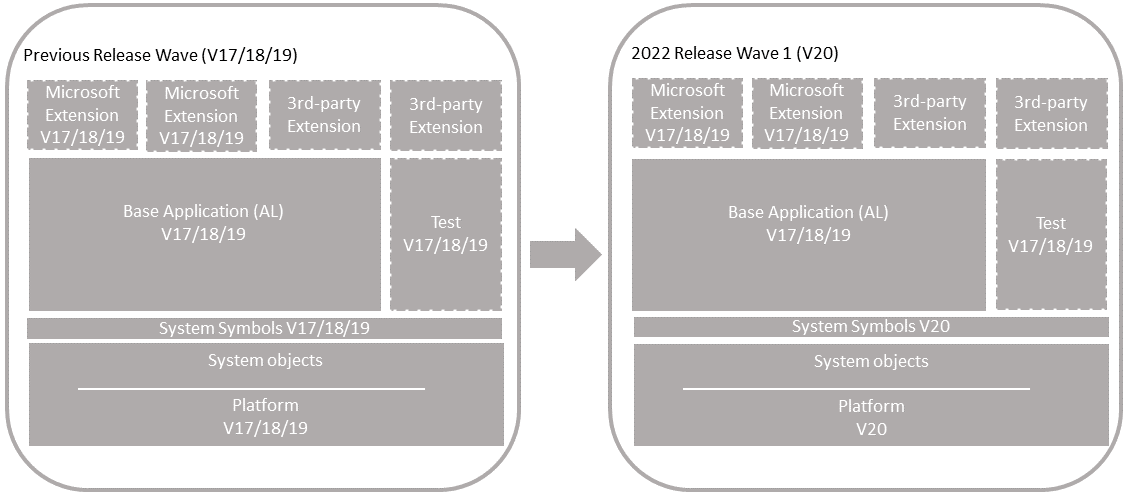 Previous Release Wave (V17/18/19)
Microsoft
Extension
V17/18/19
Microsoft
Extension
V17/18/19
3rd-party
Extension
3rd-party
Extension
Base Application (AL)
V17/18/19
Test
V17/18/19
System Symbols V17/18/19
System objects
Platform
V17/18/19
2022 Release Wave 1 (V20)
Microsoft
Extension
V17/18/19
Microsoft
Extension
V17/18/19
3rd-party
Extension
3rd-party
Extension
Base Application (AL)
V17/18/19
Test
V17/18/19
System Symbols V20
System objects
Platform
V20